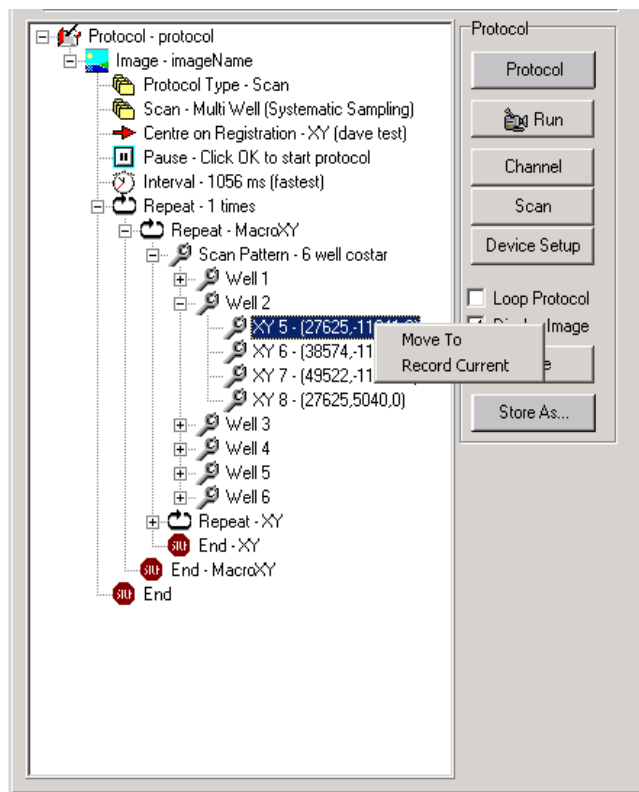 Protocol - protocol
Image - imageName
Protocol Type - Scan
Scan - Multi Well (Systematic Sampling)
Centre on Registration - XY (dave test)
Pause - Click OK to start protocol
Interval - 1056 ms (fastest)
Repeat - 1 times
Repeat - MacroXY
Scan Pattern - 6 well costar
Well 1
Well 2
XY 5 - (27625,-11
XY 6 - (38574,-11
XY 7 - (49522,-11
XY 8 - (27625,5040,0)
Well 3
Well 4
Well 5
Well 6
Repeat - XY
End - XY
End - MacroXY
End
Move To
Record Current
Protocol
Protocol
Run
Channel
Scan
Device Setup
Loop Protocol
Image
e
Store As...